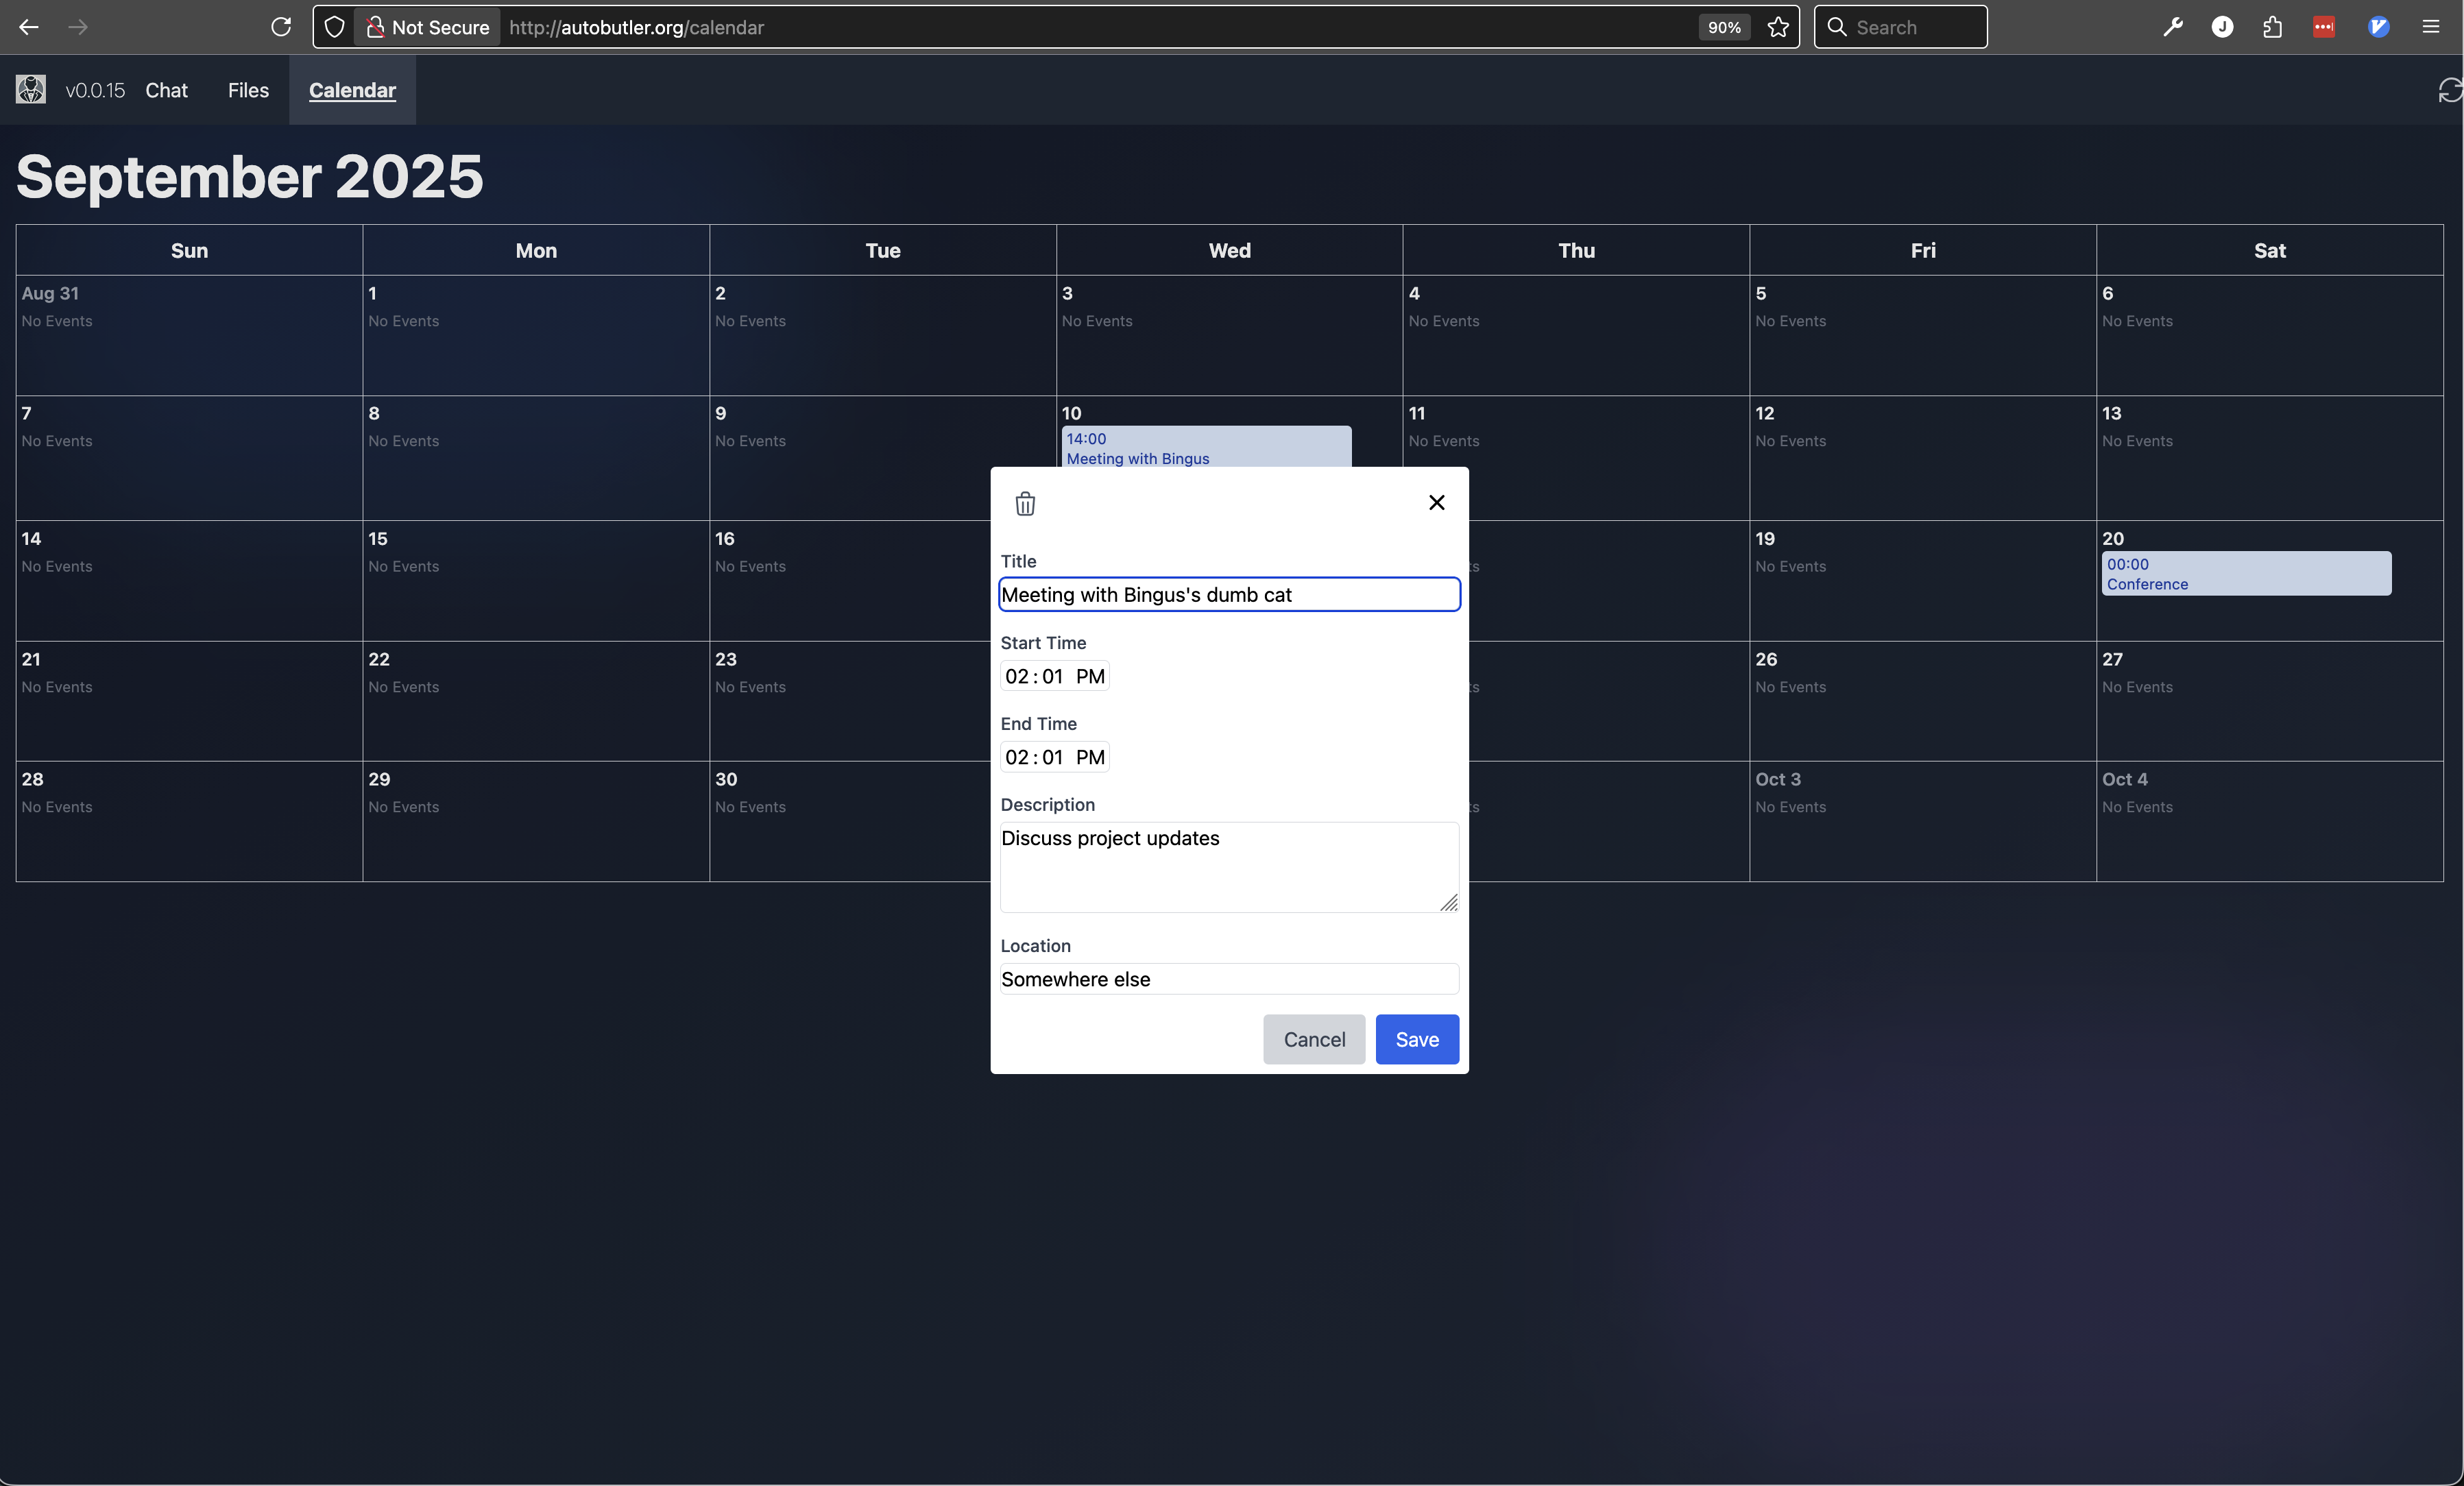 Not Secure http://autobutler.org/calendar 90% Search
v0.0.15 Chat Files Calendar
September 2025
Sun Mon Tue Wed Thu Fri Sat
Aug 31 1 2 3 4 5 6
No Events No Events No Events No Events No Events No Events No Events
7 8 9 10 11 12 13
No Events No Events No Events 14:00 No Events No Events No Events
Meeting with Bingus
14 15 16 19 20
No Events No Events No Events No Events 00:00
Conference
21 22 23 26 27
No Events No Events No Events No Events No Events
28 29 30 Oct 3 Oct 4
No Events No Events No Events No Events No Events
Title
Meeting with Bingus's dumb cat
Start Time
02:01 PM
End Time
02:01 PM
Description
Discuss project updates
Location
Somewhere else
Cancel Save